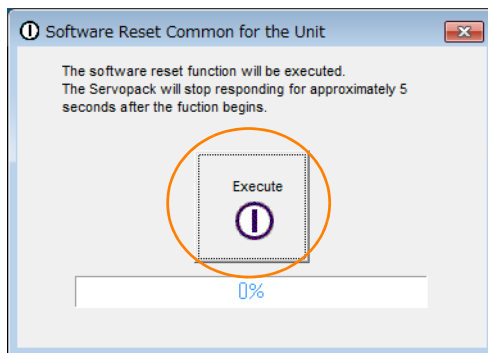 Software Reset Common for the Unit
The software reset function will be executed.
The Servopack will stop responding for approximately 5
seconds after the fuction begins.
Execute
0%